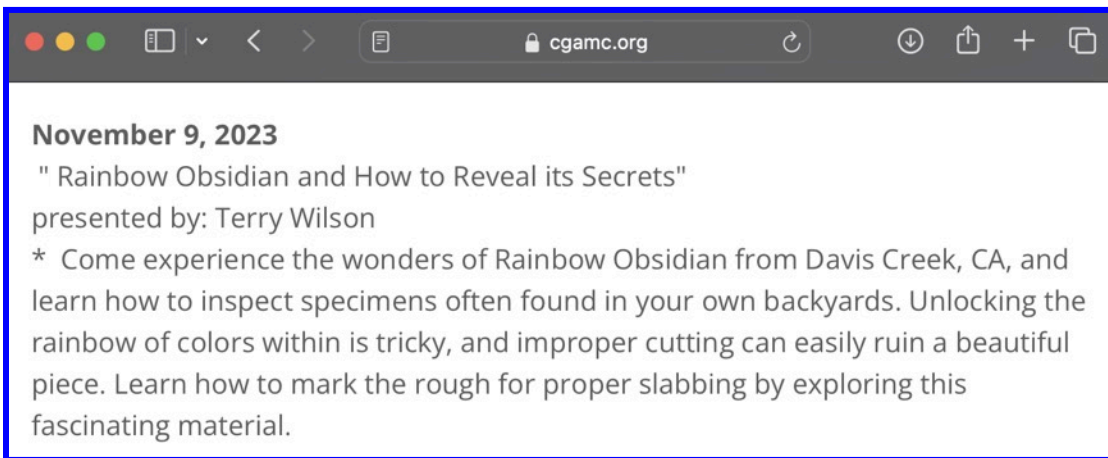 cgamc.org
November 9, 2023
" Rainbow Obsidian and How to Reveal its Secrets"
presented by: Terry Wilson
* Come experience the wonders of Rainbow Obsidian from Davis Creek, CA, and
learn how to inspect specimens often found in your own backyards. Unlocking the
rainbow of colors within is tricky, and improper cutting can easily ruin a beautiful
piece. Learn how to mark the rough for proper slabbing by exploring this
fascinating material.